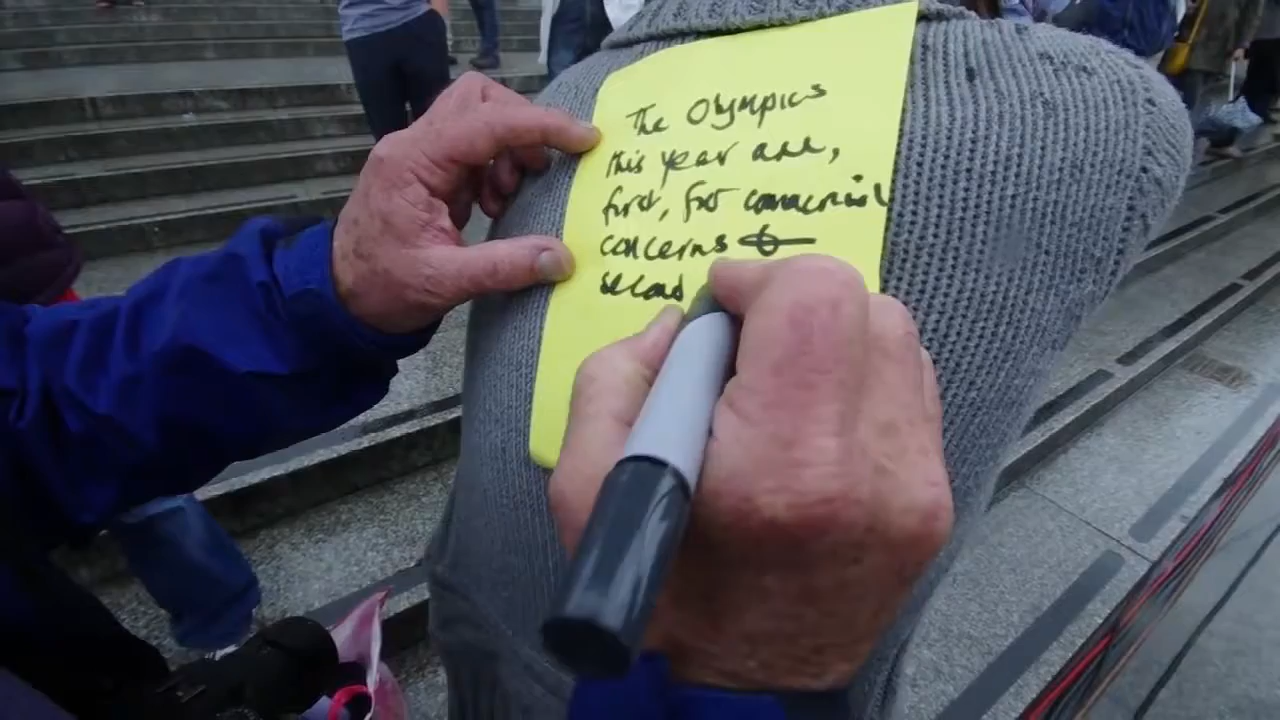 The Olympics
this year are,
first, for commercial
concerns
second